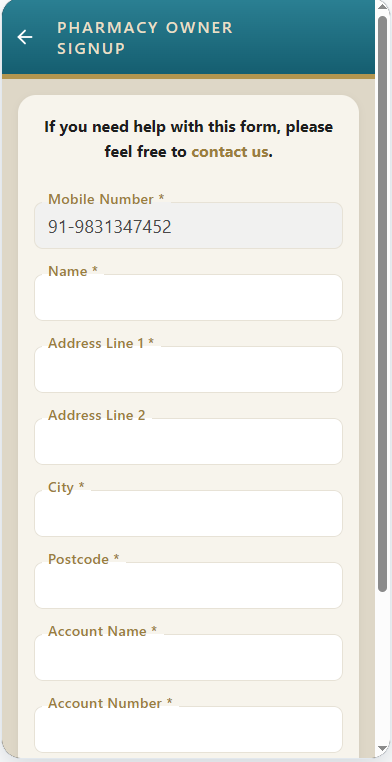 PHARMACY OWNER
SIGNUP
If you need help with this form, please
feel free to contact us.
Mobile Number *
91-9831347452
Name *
Address Line 1 *
Address Line 2
City *
Postcode *
Account Name *
Account Number *